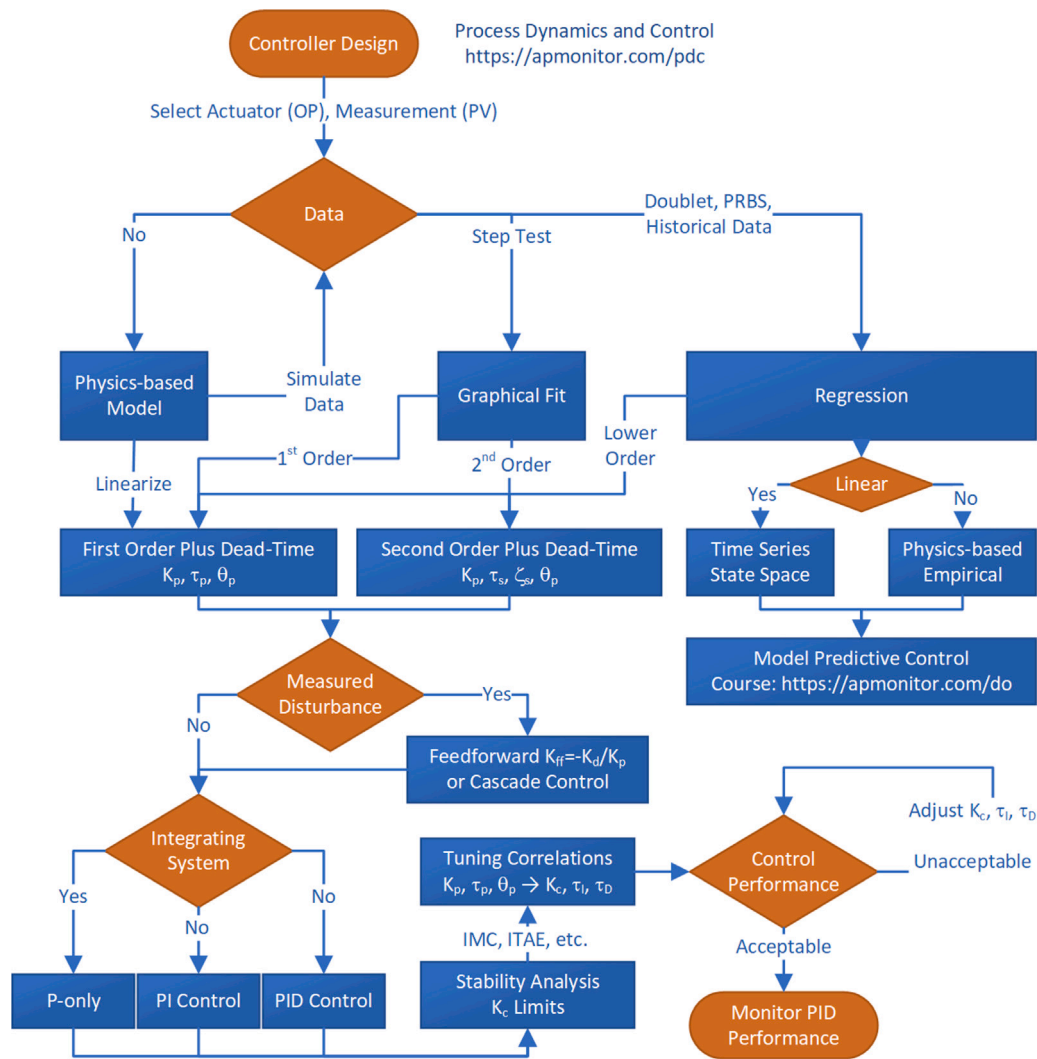 Controller Design
Process Dynamics and Control
https://apmonitor.com/pdc
Select Actuator (OP), Measurement (PV)
Data
No
Step Test
Doublet, PRBS,
Historical Data
Physics-based
Model
Simulate
Data
Graphical Fit
Regression
Linearize
1st Order
2nd Order
Lower
Order
Linear
Yes
No
First Order Plus Dead-Time
Kp, τp, θp
Second Order Plus Dead-Time
Kp, τs, ζs, θp
Time Series
State Space
Physics-based
Empirical
Model Predictive Control
Course: https://apmonitor.com/do
Measured
Disturbance
No
Yes
Feedforward Kff=-Kd/Kp
or Cascade Control
Integrating
System
Yes
No
No
P-only
PI Control
PID Control
Stability Analysis
Kc Limits
IMC, ITAE, etc.
Tuning Correlations
Kp, τp, θp → Kc, τI, τD
Control
Performance
Adjust Kc, τI, τD
Unacceptable
Acceptable
Monitor PID
Performance